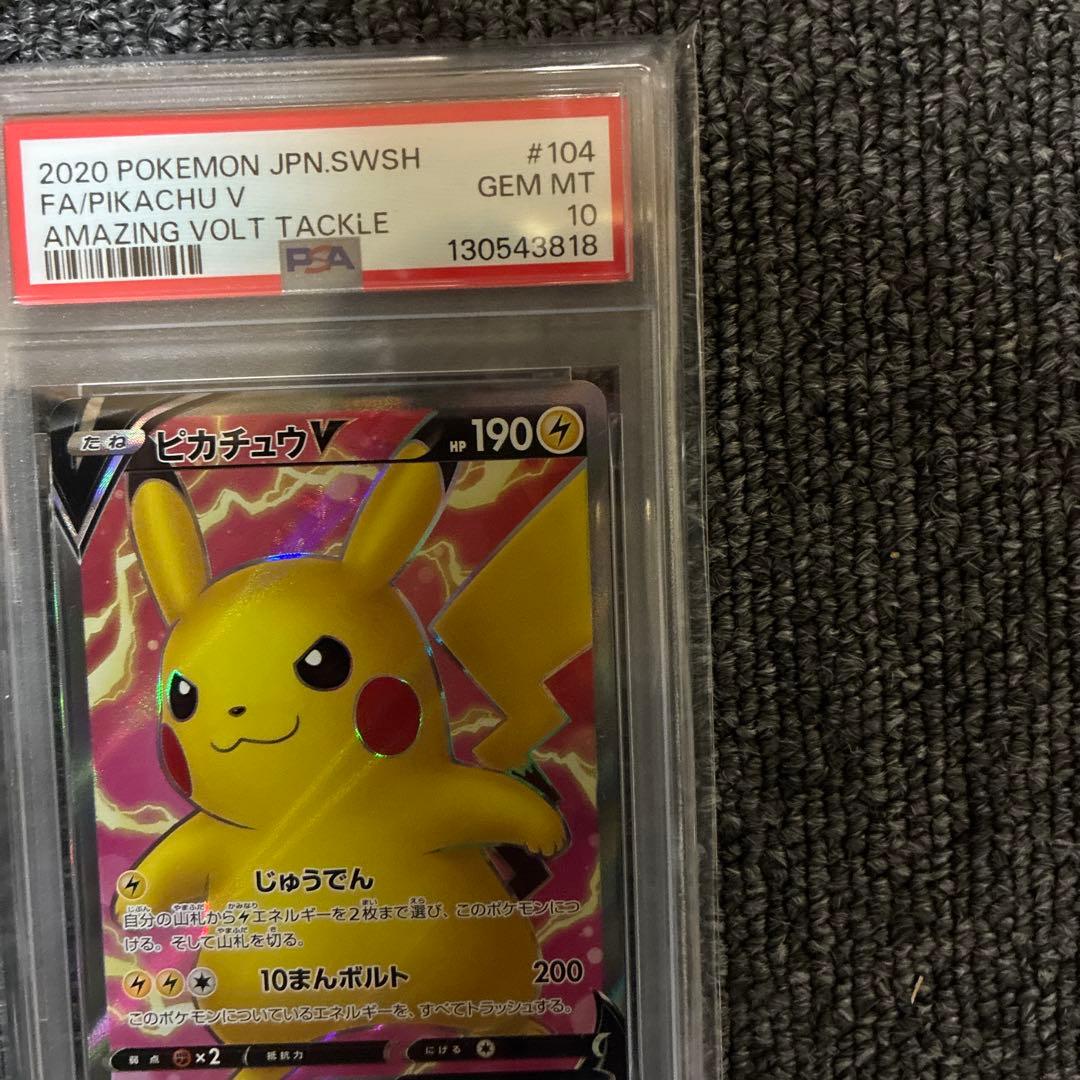 2020 POKEMON JPN.SWSH #104
FA/PIKACHU V GEM MT
AMAZING VOLT TACKLE 10
PSA 130543818
たね ピカチュウV HP 190
じゅうでん
自分の山札からエネルギーを2枚まで選び、このポケモンにつ
ける。そして山札を切る。
10まんボルト 200
このポケモンについているエネルギーを、すべてトラッシュする。
弱点 ×2 抵抗力 にげる